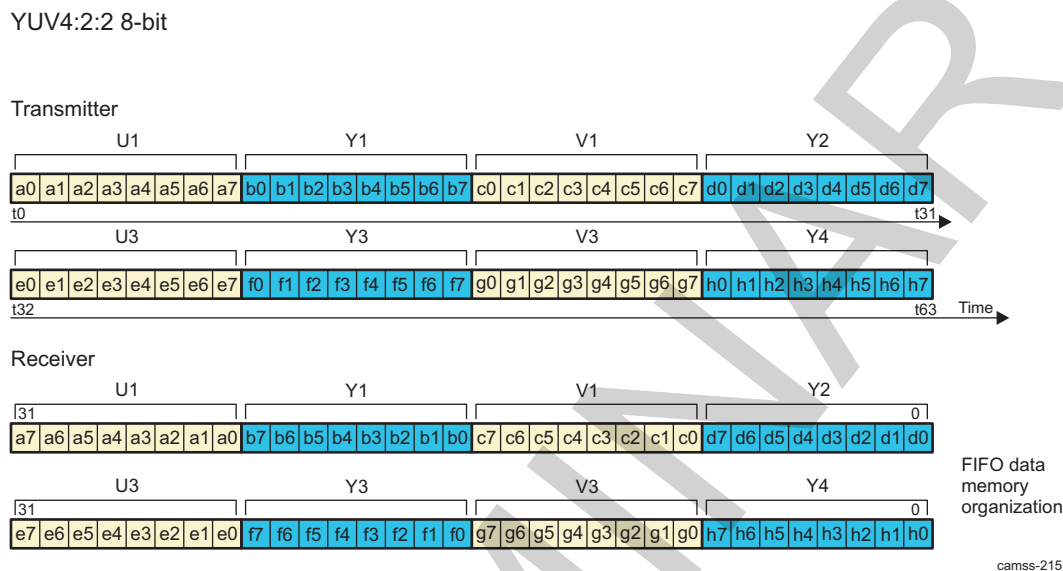 YUV4:2:2 8-bit
Transmitter
U1 Y1 V1 Y2
a0 a1 a2 a3 a4 a5 a6 a7 b0 b1 b2 b3 b4 b5 b6 b7 c0 c1 c2 c3 c4 c5 c6 c7 d0 d1 d2 d3 d4 d5 d6 d7
t0 t31
U3 Y3 V3 Y4
e0 e1 e2 e3 e4 e5 e6 e7 f0 f1 f2 f3 f4 f5 f6 f7 g0 g1 g2 g3 g4 g5 g6 g7 h0 h1 h2 h3 h4 h5 h6 h7
t32 t63 Time
Receiver
U1 Y1 V1 Y2
31 0
a7 a6 a5 a4 a3 a2 a1 a0 b7 b6 b5 b4 b3 b2 b1 b0 c7 c6 c5 c4 c3 c2 c1 c0 d7 d6 d5 d4 d3 d2 d1 d0
U3 Y3 V3 Y4
31 0
e7 e6 e5 e4 e3 e2 e1 e0 f7 f6 f5 f4 f3 f2 f1 f0 g7 g6 g5 g4 g3 g2 g1 g0 h7 h6 h5 h4 h3 h2 h1 h0
FIFO data
memory
organization
camss-215
MINAR